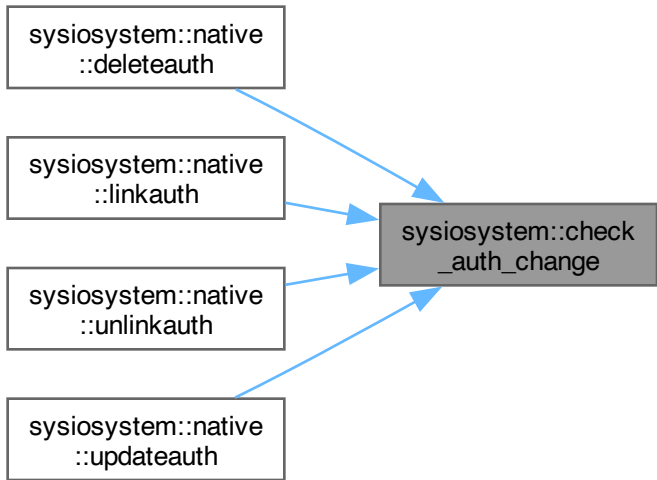 sysiosystem::native
::deleteauth
sysiosystem::native
::linkauth
sysiosystem::check
_auth_change
sysiosystem::native
::unlinkauth
sysiosystem::native
::updateauth